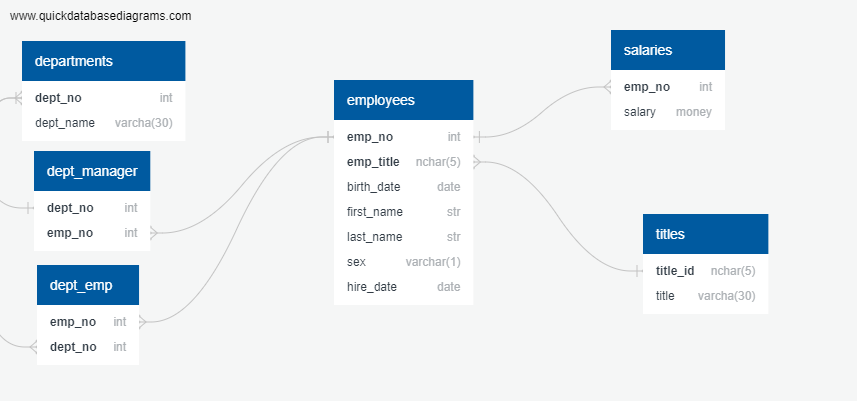 www.quickdatabasediagrams.com
departments
dept_no int
dept_name varcha(30)
dept_manager
dept_no int
emp_no int
dept_emp
emp_no int
dept_no int
employees
emp_no int
emp_title nchar(5)
birth_date date
first_name str
last_name str
sex varchar(1)
hire_date date
salaries
emp_no int
salary money
titles
title_id nchar(5)
title varcha(30)